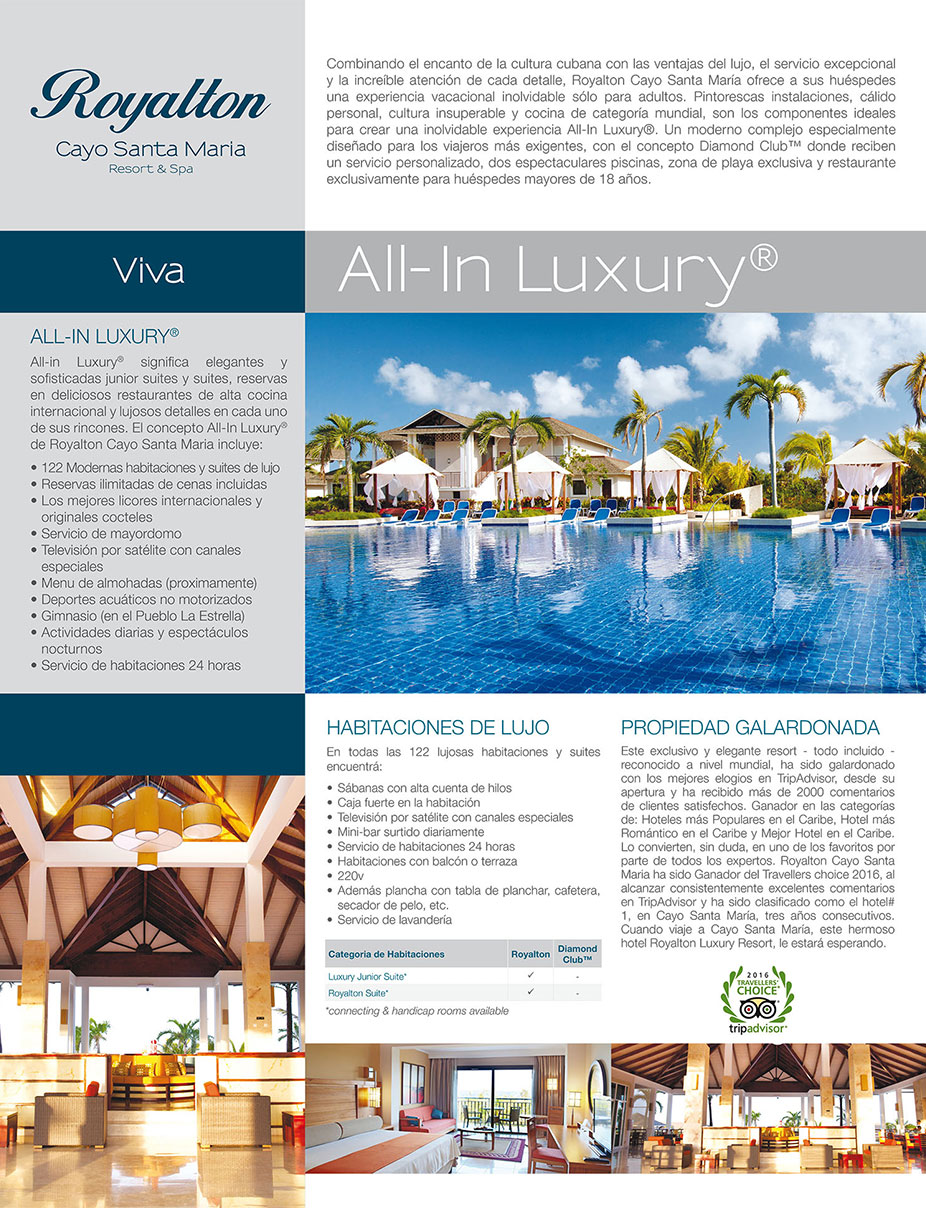 Royalton
Cayo Santa Maria
Resort & Spa
Combinando el encanto de la cultura cubana con las ventajas del lujo, el servicio excepcional
y la increíble atención de cada detalle, Royalton Cayo Santa María ofrece a sus huéspedes
una experiencia vacacional inolvidable sólo para adultos. Pintorescas instalaciones, cálido
personal, cultura insuperable y cocina de categoría mundial, son los componentes ideales
para crear una inolvidable experiencia All-In Luxury®. Un moderno complejo especialmente
diseñado para los viajeros más exigentes, con el concepto Diamond Club™ donde reciben
un servicio personalizado, dos espectaculares piscinas, zona de playa exclusiva y restaurante
exclusivamente para huéspedes mayores de 18 años.
Viva
All-In Luxury®
ALL-IN LUXURY®
All-in Luxury® significa elegantes y
sofisticadas junior suites y suites, reservas
en deliciosos restaurantes de alta cocina
internacional y lujosos detalles en cada uno
de sus rincones. El concepto All-In Luxury®
de Royalton Cayo Santa Maria incluye:
• 122 Modernas habitaciones y suites de lujo
• Reservas ilimitadas de cenas incluidas
• Los mejores licores internacionales y
originales cocteles
• Servicio de mayordomo
• Televisión por satélite con canales
especiales
• Menu de almohadas (proximamente)
• Deportes acuáticos no motorizados
• Gimnasio (en el Pueblo La Estrella)
• Actividades diarias y espectáculos
nocturnos
• Servicio de habitaciones 24 horas
HABITACIONES DE LUJO
En todas las 122 lujosas habitaciones y suites
encuentrá:
• Sábanas con alta cuenta de hilos
• Caja fuerte en la habitación
• Televisión por satélite con canales especiales
• Mini-bar surtido diariamente
• Servicio de habitaciones 24 horas
• Habitaciones con balcón o terraza
• 220v
• Además plancha con tabla de planchar, cafetera,
secador de pelo, etc.
• Servicio de lavandería
Categoria de Habitaciones Royalton Diamond Club™
Luxury Junior Suite* ✓ -
Royalton Suite* ✓ -
*connecting & handicap rooms available
PROPIEDAD GALARDONADA
Este exclusivo y elegante resort - todo incluido -
reconocido a nivel mundial, ha sido galardonado
con los mejores elogios en TripAdvisor, desde su
apertura y ha recibido más de 2000 comentarios
de clientes satisfechos. Ganador en las categorías
de: Hoteles más Populares en el Caribe, Hotel más
Romántico en el Caribe y Mejor Hotel en el Caribe.
Lo convierten, sin duda, en uno de los favoritos por
parte de todos los expertos. Royalton Cayo Santa
Maria ha sido Ganador del Travellers choice 2016, al
alcanzar consistentemente excelentes comentarios
en TripAdvisor y ha sido clasificado como el hotel#
1, en Cayo Santa María, tres años consecutivos.
Cuando viaje a Cayo Santa María, este hermoso
hotel Royalton Luxury Resort, le estará esperando.
2016
TRAVELLERS'
CHOICE
tripadvisor®